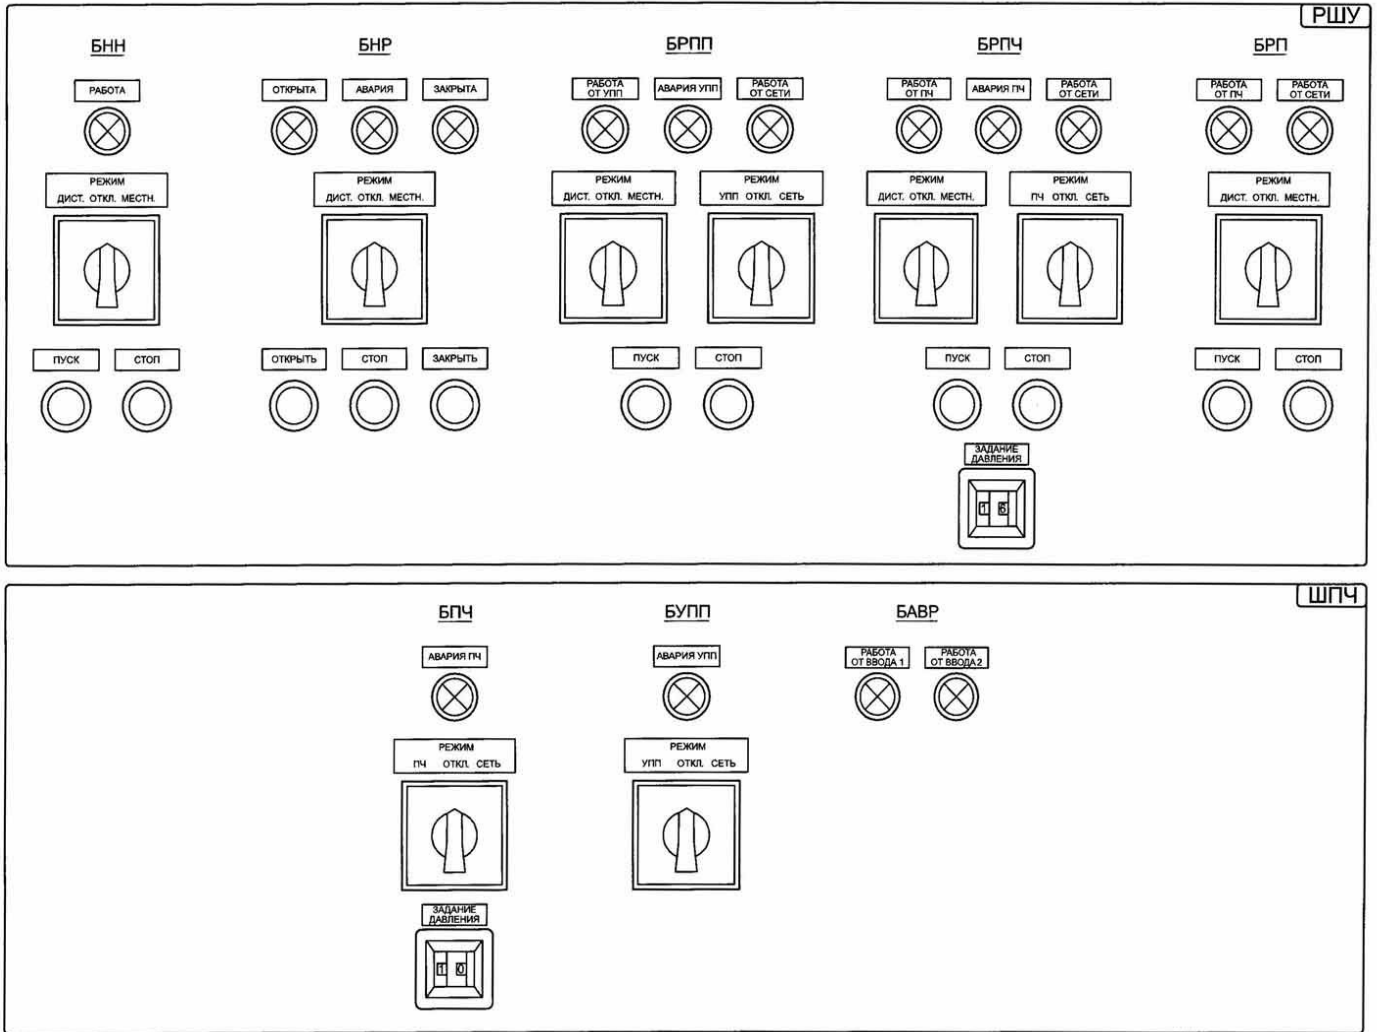 РШУ
БНН
БНР
БРПП
БРПЧ
БРП
РАБОТА
ОТКРЫТА
АВАРИЯ
ЗАКРЫТА
РАБОТА
ОТ УПП
АВАРИЯ УПП
РАБОТА
ОТ СЕТИ
РАБОТА
ОТ ПЧ
АВАРИЯ ПЧ
РАБОТА
ОТ СЕТИ
РАБОТА
ОТ ПЧ
РАБОТА
ОТ СЕТИ
РЕЖИМ
ДИСТ. ОТКЛ. МЕСТН.
РЕЖИМ
ДИСТ. ОТКЛ. МЕСТН.
РЕЖИМ
ДИСТ. ОТКЛ. МЕСТН.
РЕЖИМ
УПП ОТКЛ. СЕТЬ
РЕЖИМ
ДИСТ. ОТКЛ. МЕСТН.
РЕЖИМ
ПЧ ОТКЛ. СЕТЬ
РЕЖИМ
ДИСТ. ОТКЛ. МЕСТН.
ПУСК
СТОП
ОТКРЫТЬ
СТОП
ЗАКРЫТЬ
ПУСК
СТОП
ПУСК
СТОП
ПУСК
СТОП
ЗАДАНИЕ
ДАВЛЕНИЯ
1 6
ШПЧ
БПЧ
БУПП
БАВР
АВАРИЯ ПЧ
АВАРИЯ УПП
РАБОТА
ОТ ВВОДА 1
РАБОТА
ОТ ВВОДА 2
РЕЖИМ
ПЧ ОТКЛ. СЕТЬ
РЕЖИМ
УПП ОТКЛ. СЕТЬ
ЗАДАНИЕ
ДАВЛЕНИЯ
1 0